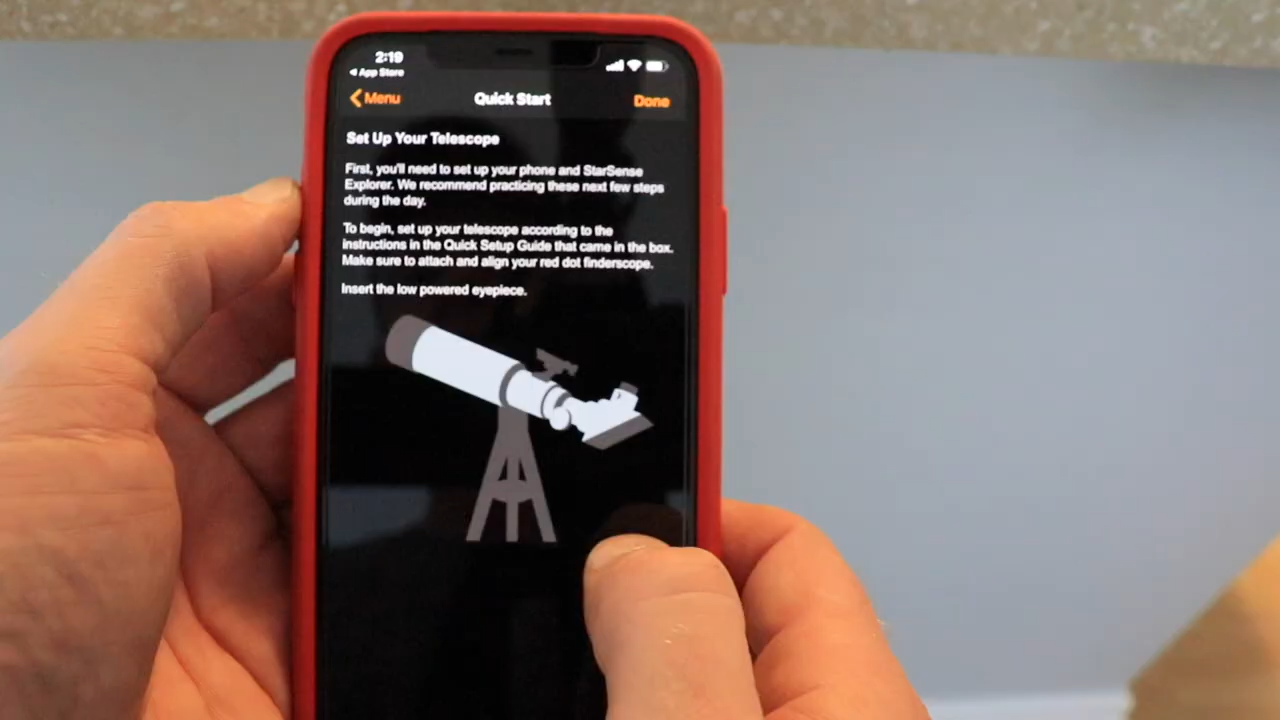 2:19
App Store
Menu
Quick Start
Done
Set Up Your Telescope
First, you'll need to set up your phone and StarSense
Explorer. We recommend practicing these next few steps
during the day.
To begin, set up your telescope according to the
instructions in the Quick Setup Guide that came in the box.
Make sure to attach and align your red dot finderscope.
Insert the low powered eyepiece.